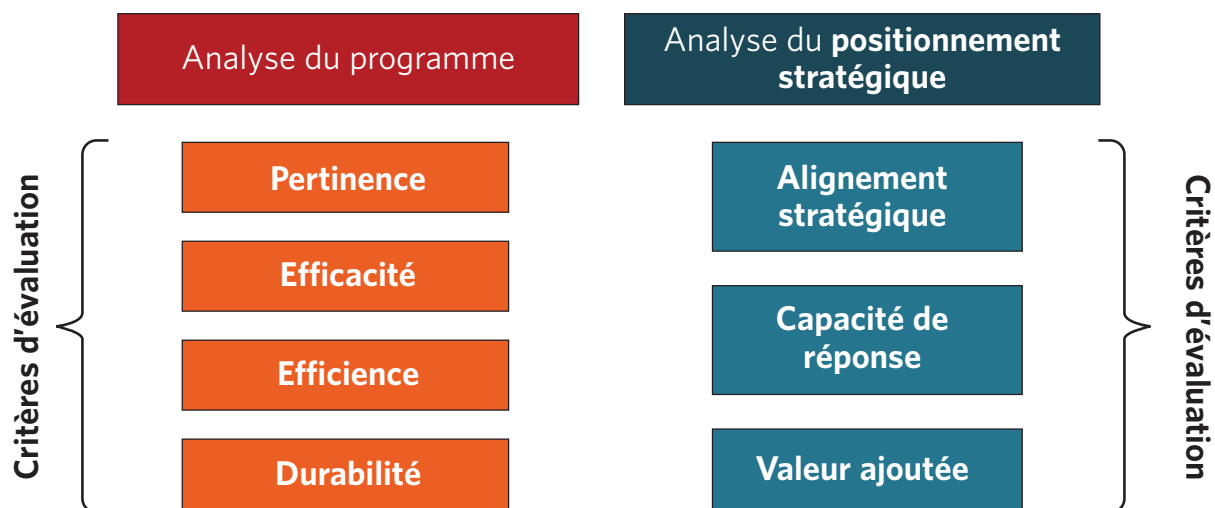 Analyse du programme
Analyse du positionnement
stratégique
Critères d'évaluation
Pertinence
Efficacité
Efficience
Durabilité
Alignement
stratégique
Capacité de
réponse
Valeur ajoutée
Critères d'évaluation